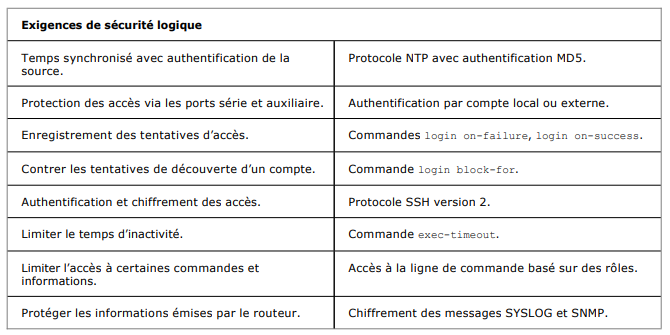 Exigences de sécurité logique
Temps synchronisé avec authentification de la
source.
Protocole NTP avec authentification MD5.
Protection des accès via les ports série et auxiliaire.
Authentification par compte local ou externe.
Enregistrement des tentatives d’accès.
Commandes login on-failure, login on-success.
Contrer les tentatives de découverte d’un compte.
Commande login block-for.
Authentification et chiffrement des accès.
Protocole SSH version 2.
Limiter le temps d’inactivité.
Commande exec-timeout.
Limiter l’accès à certaines commandes et
informations.
Accès à la ligne de commande basé sur des rôles.
Protéger les informations émises par le routeur.
Chiffrement des messages SYSLOG et SNMP.